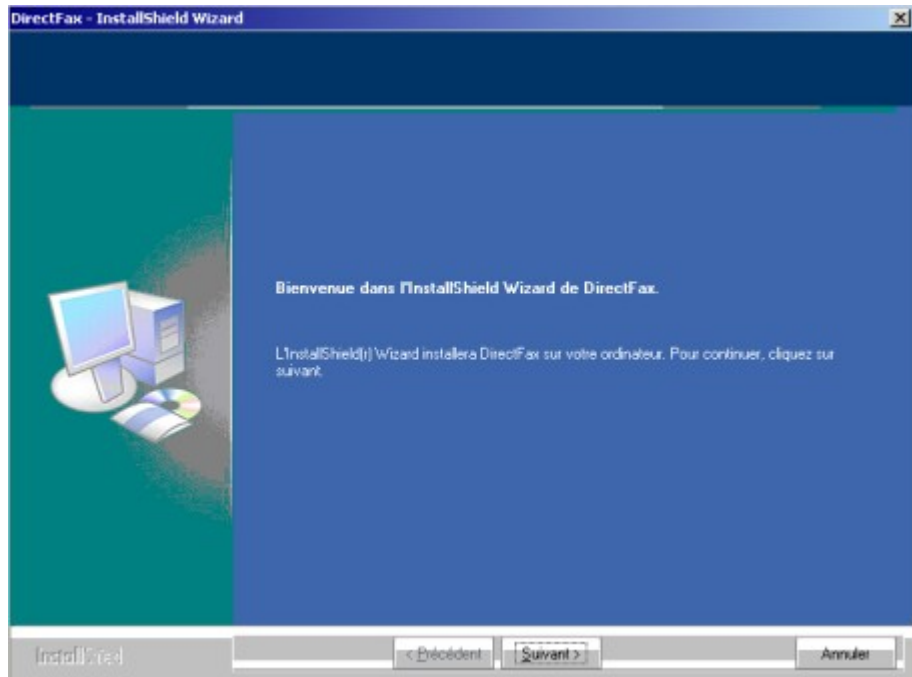 DirectFax - InstallShield Wizard
Bienvenue dans l'InstallShield Wizard de DirectFax.
L'InstallShield(r) Wizard installera DirectFax sur votre ordinateur. Pour continuer, cliquez sur
suivant.
InstallShield
< Précédent Suivant > Annuler